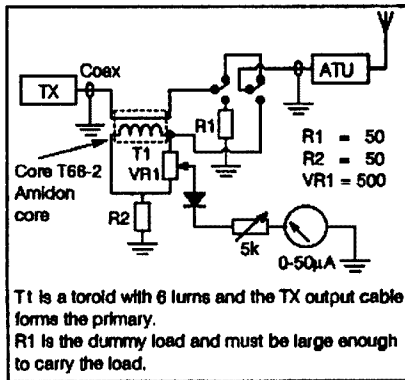 Coax
TX
ATU
R1
R1 = 50
R2 = 50
VR1 = 500
Core T68-2
Amidon
core
T1
VR1
R2
5k
0-50µA
T1 is a toroid with 6 turns and the TX output cable
forms the primary.
R1 is the dummy load and must be large enough
to carry the load.